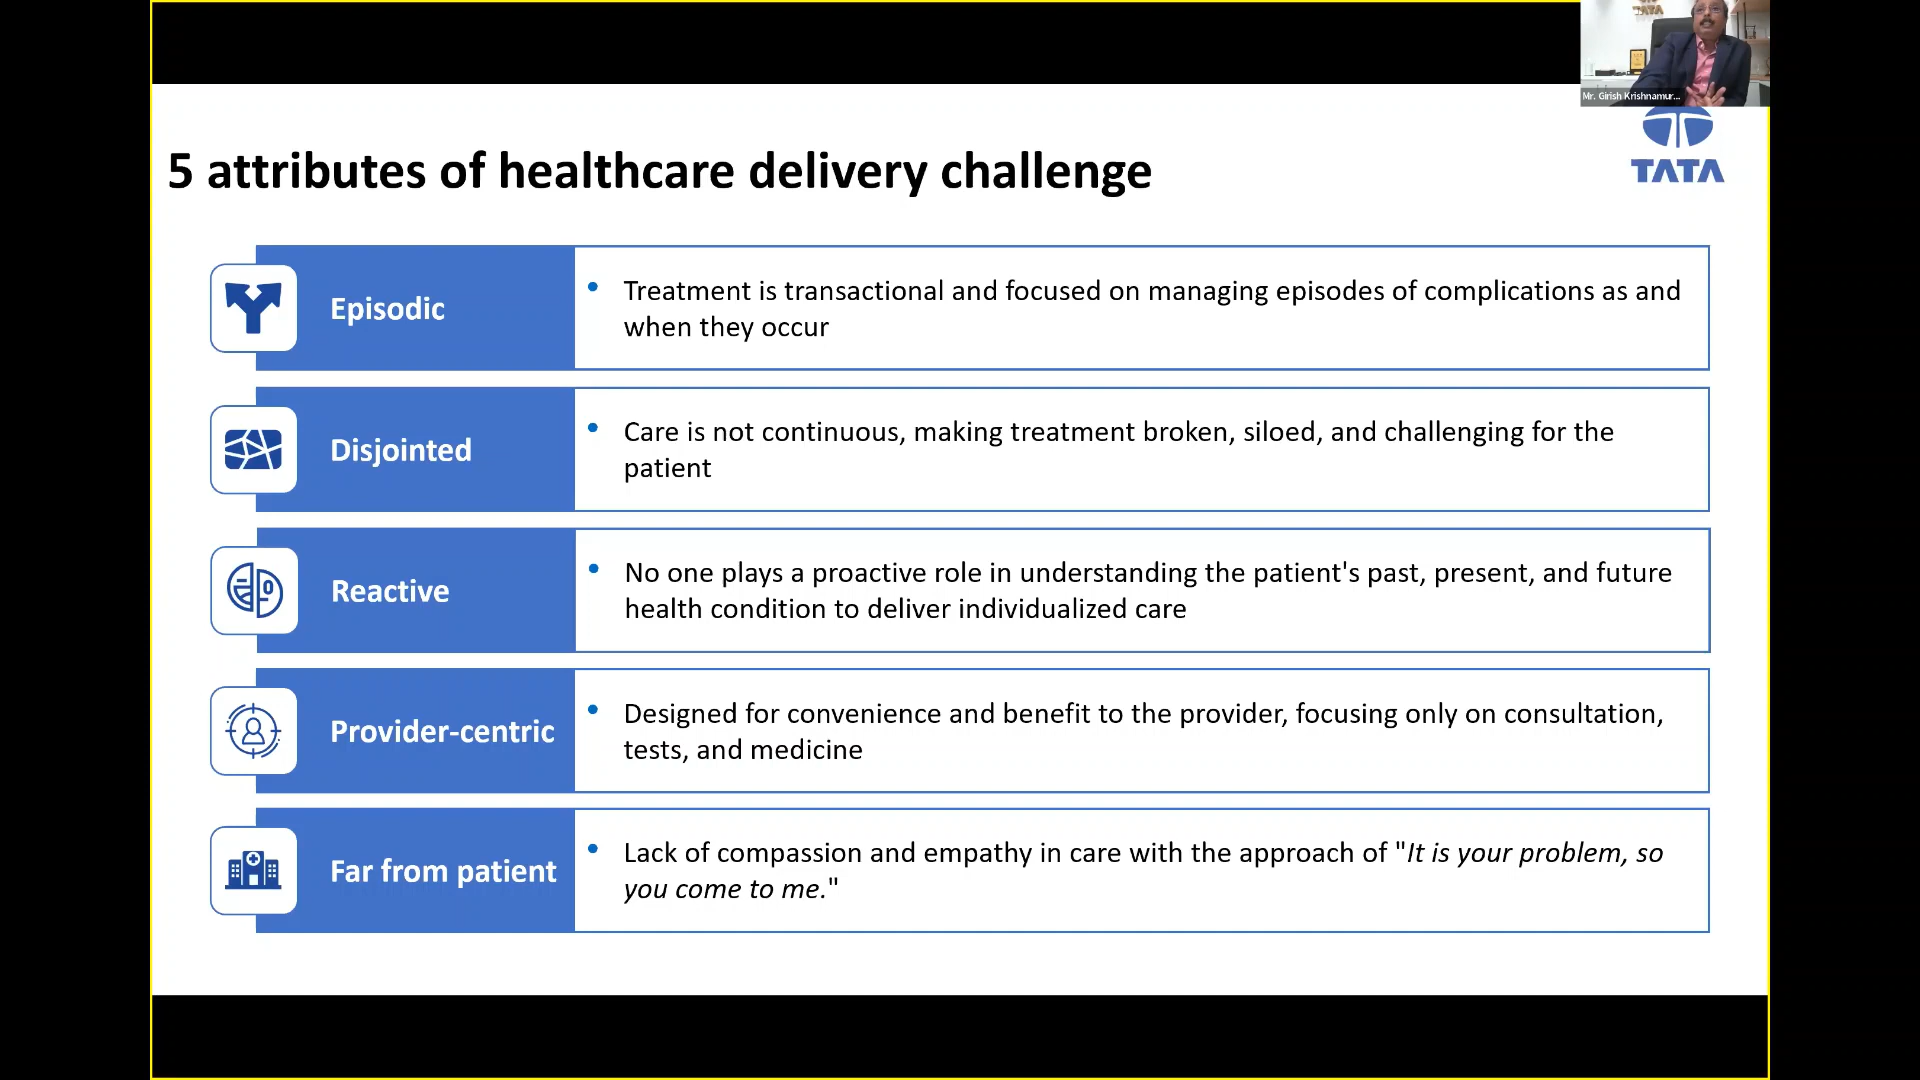 TATA
Mr. Girish Krishnamur...
5 attributes of healthcare delivery challenge
TATA
Episodic
• Treatment is transactional and focused on managing episodes of complications as and
when they occur
Disjointed
• Care is not continuous, making treatment broken, siloed, and challenging for the
patient
Reactive
• No one plays a proactive role in understanding the patient's past, present, and future
health condition to deliver individualized care
Provider-centric
• Designed for convenience and benefit to the provider, focusing only on consultation,
tests, and medicine
Far from patient
• Lack of compassion and empathy in care with the approach of "It is your problem, so
you come to me."